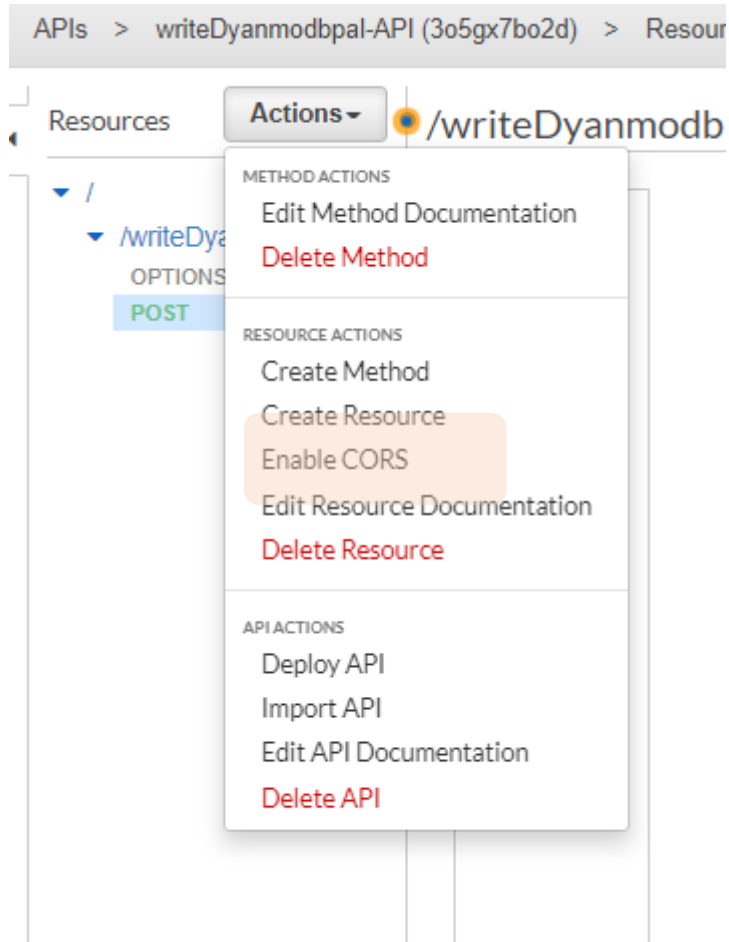 APIs > writeDyanmodbpal-API (3o5gx7bo2d) > Resour
Resources
Actions
/writeDyanmodb
/
/writeDya
OPTIONS
POST
METHOD ACTIONS
Edit Method Documentation
Delete Method
RESOURCE ACTIONS
Create Method
Create Resource
Enable CORS
Edit Resource Documentation
Delete Resource
API ACTIONS
Deploy API
Import API
Edit API Documentation
Delete API